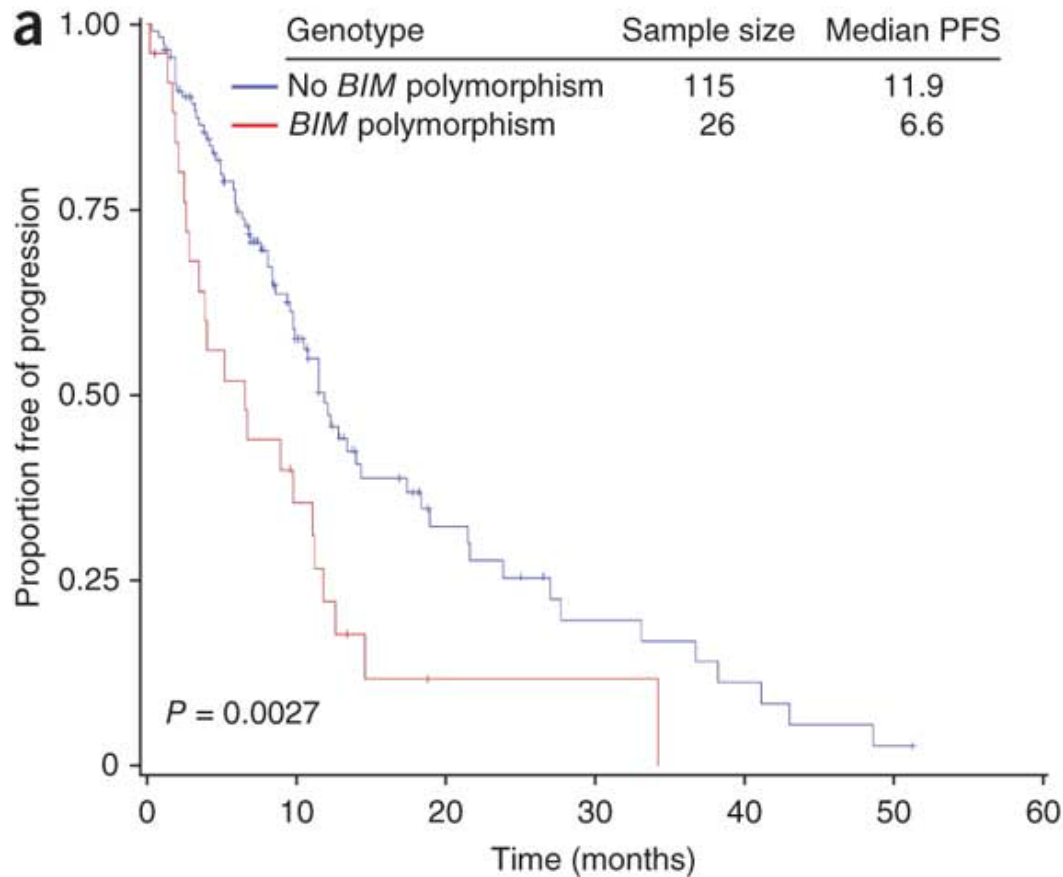 a
Genotype Sample size Median PFS
No BIM polymorphism 115 11.9
BIM polymorphism 26 6.6
Proportion free of progression
1.00
0.75
0.50
0.25
0
P = 0.0027
0 10 20 30 40 50 60
Time (months)